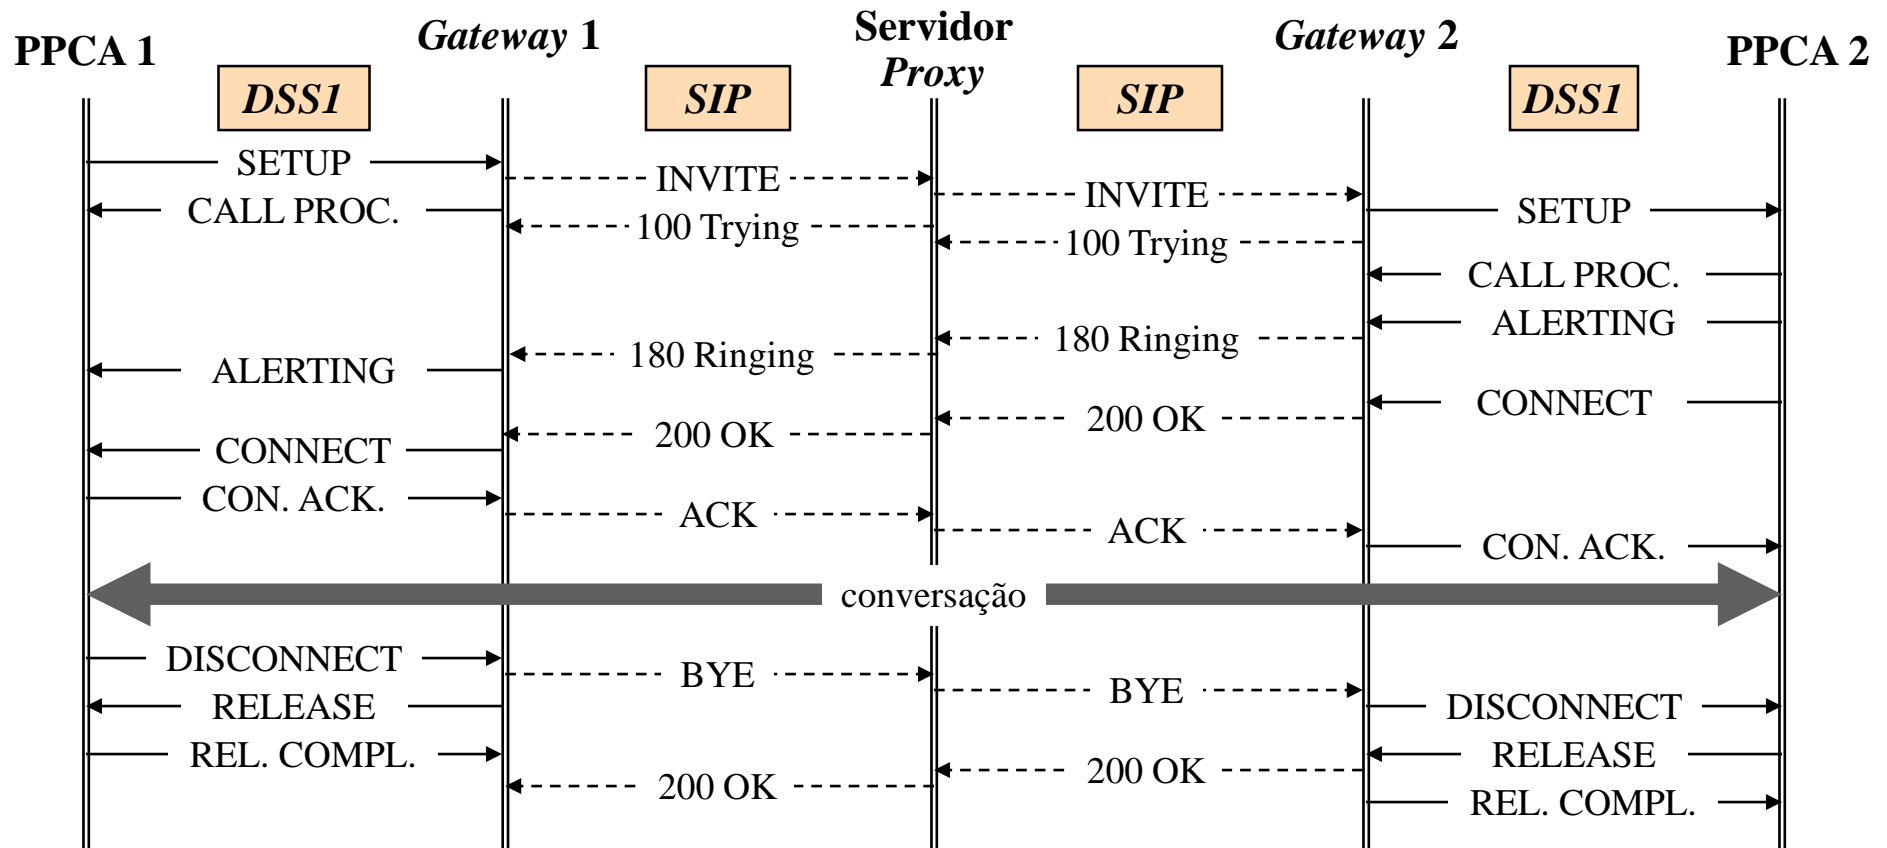 PPCA 1
Gateway 1
Servidor
Proxy
Gateway 2
PPCA 2
DSS1
SIP
SIP
DSS1
SETUP
INVITE
INVITE
CALL PROC.
SETUP
100 Trying
100 Trying
CALL PROC.
ALERTING
180 Ringing
180 Ringing
ALERTING
CONNECT
200 OK
200 OK
CONNECT
CON. ACK.
ACK
ACK
CON. ACK.
conversação
DISCONNECT
BYE
BYE
RELEASE
DISCONNECT
REL. COMPL.
RELEASE
200 OK
200 OK
REL. COMPL.